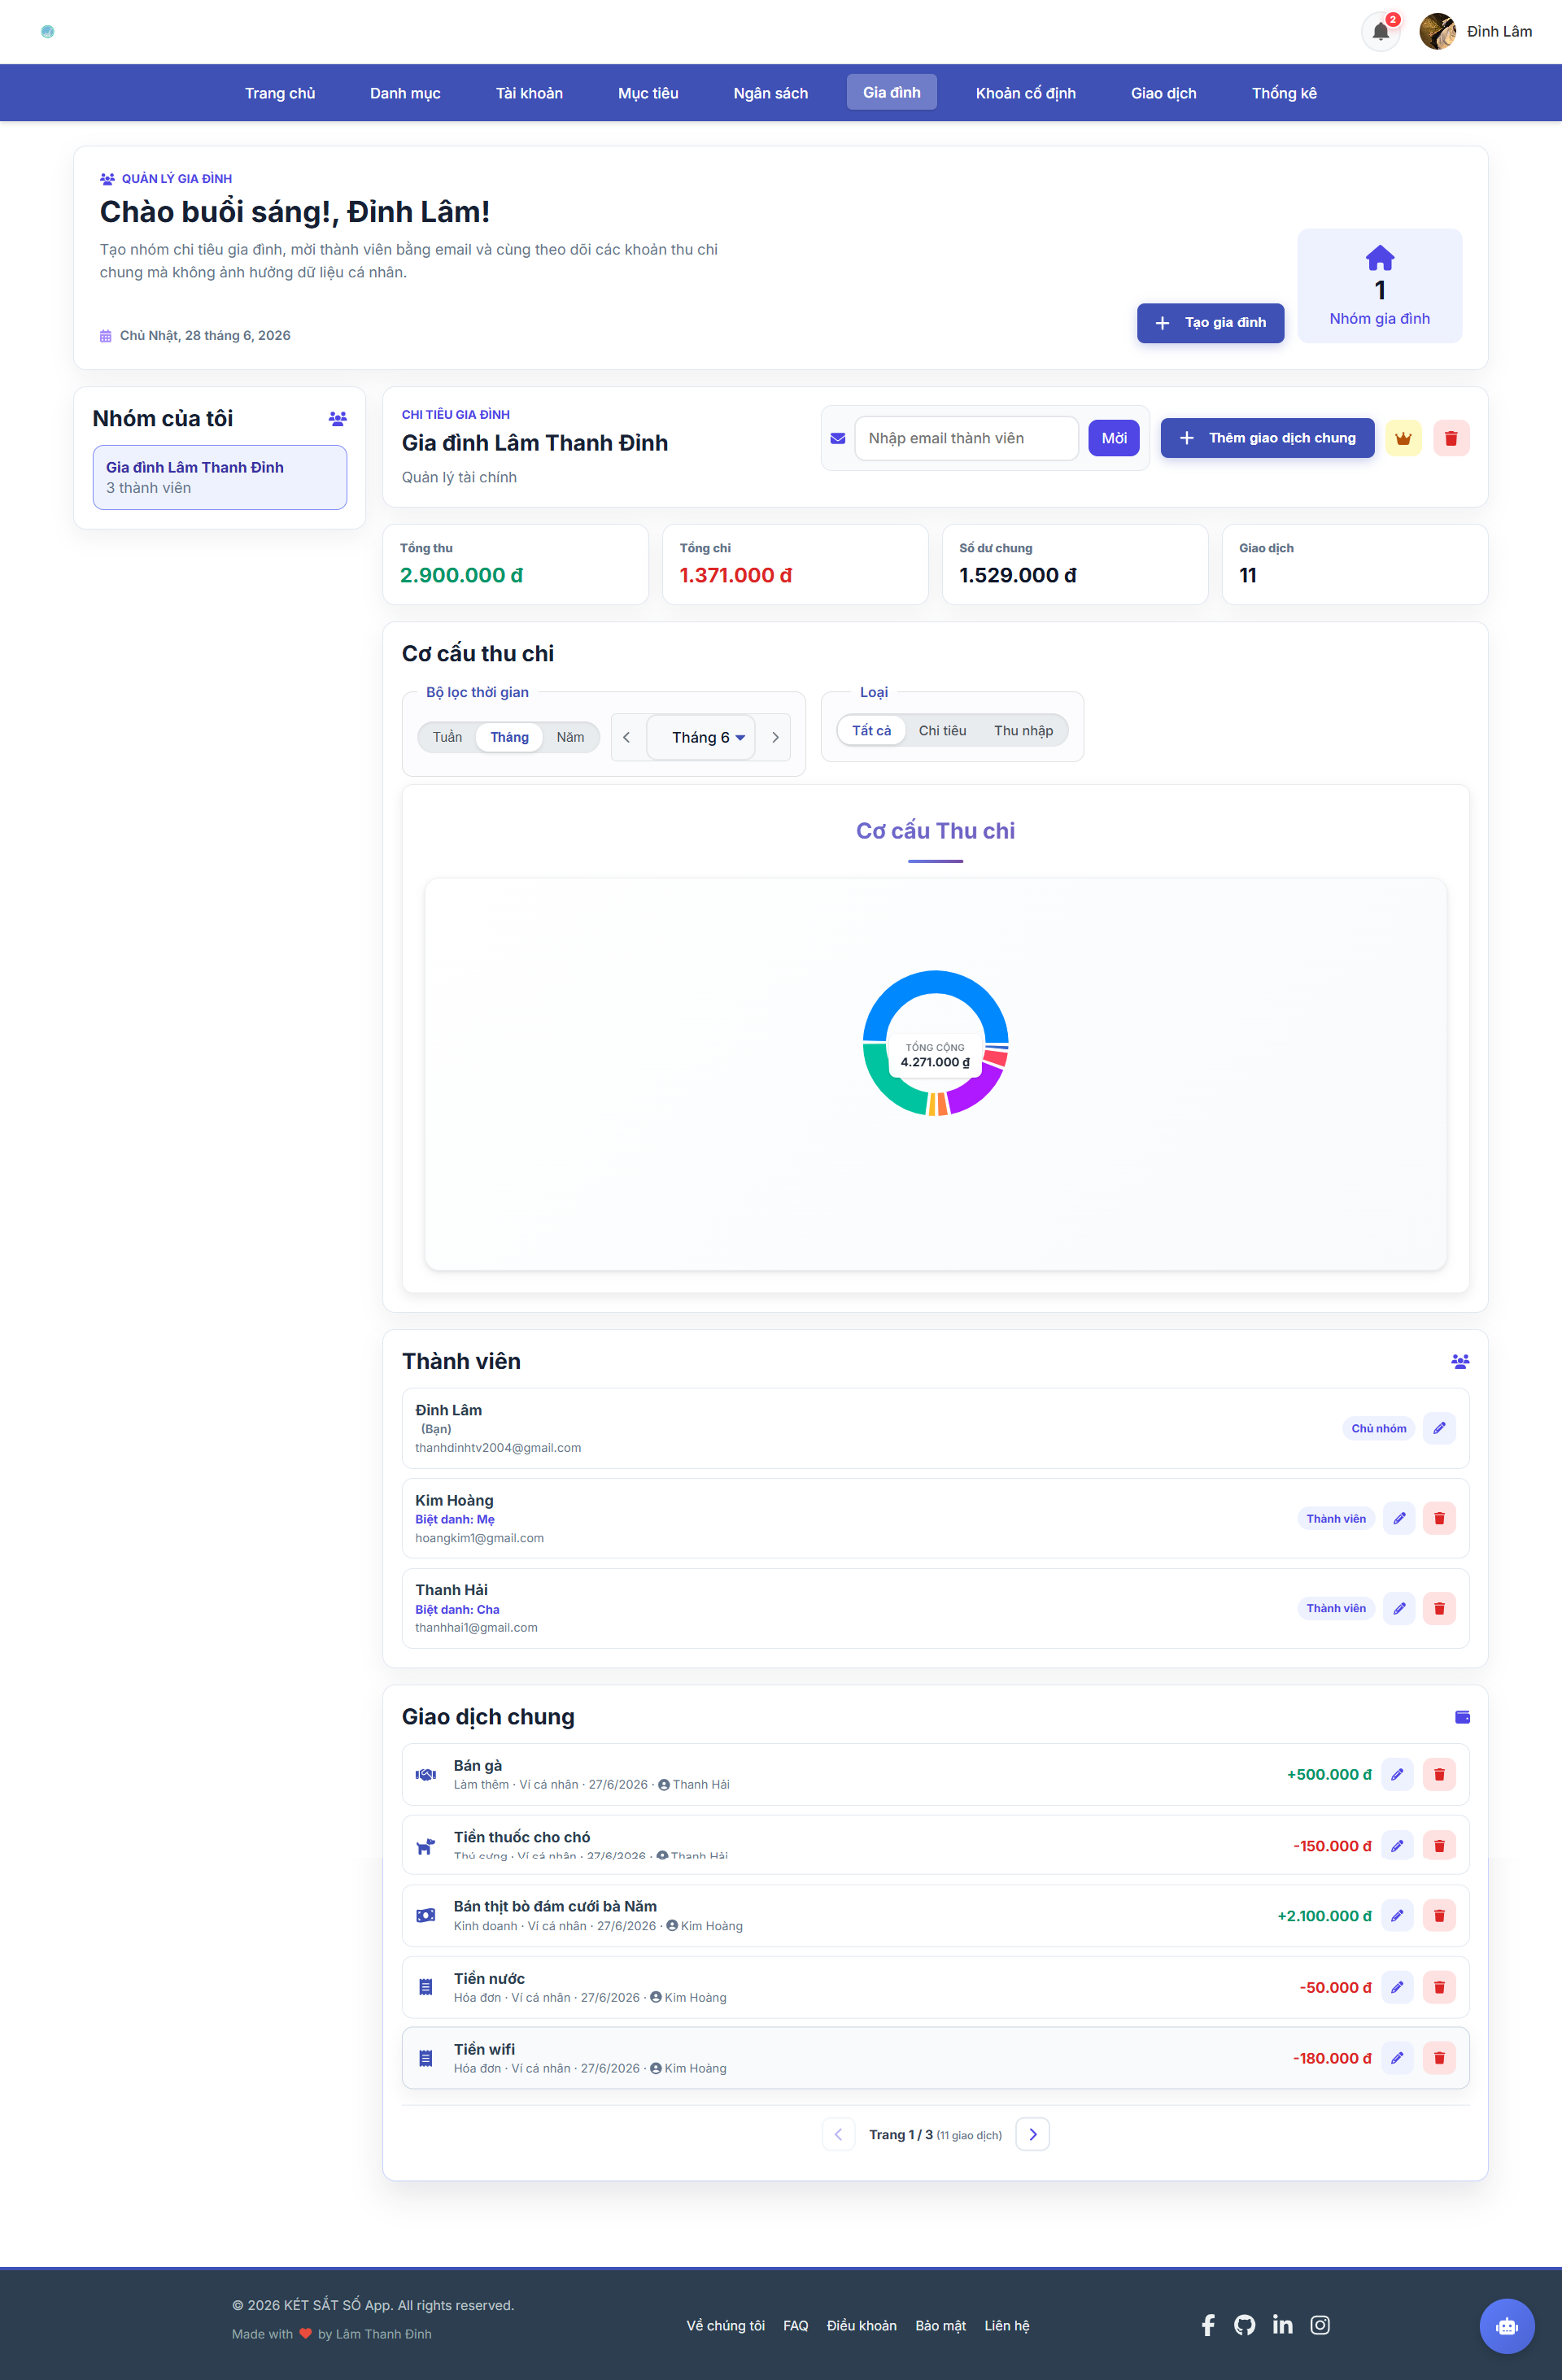 2
Đình Lâm
Trang chủ
Danh mục
Tài khoản
Mục tiêu
Ngân sách
Gia đình
Khoản cố định
Giao dịch
Thống kê
QUẢN LÝ GIA ĐÌNH
Chào buổi sáng!, Đình Lâm!
Tạo nhóm chi tiêu gia đình, mời thành viên bằng email và cùng theo dõi các khoản thu chi
chung mà không ảnh hưởng dữ liệu cá nhân.
Chủ Nhật, 28 tháng 6, 2026
Tạo gia đình
1
Nhóm gia đình
Nhóm của tôi
Gia đình Lâm Thanh Đỉnh
3 thành viên
CHI TIÊU GIA ĐÌNH
Gia đình Lâm Thanh Đỉnh
Quản lý tài chính
Nhập email thành viên
Mời
Thêm giao dịch chung
Tổng thu
2.900.000 đ
Tổng chi
1.371.000 đ
Số dư chung
1.529.000 đ
Giao dịch
11
Cơ cấu thu chi
Bộ lọc thời gian
Tuần
Tháng
Năm
Tháng 6
Loại
Tất cả
Chi tiêu
Thu nhập
Cơ cấu Thu chi
TỔNG CỘNG
4.271.000 ₫
Thành viên
Đình Lâm
(Bạn)
thanhdinhtv2004@gmail.com
Chủ nhóm
Kim Hoàng
Biệt danh: Mẹ
hoangkim1@gmail.com
Thành viên
Thanh Hải
Biệt danh: Cha
thanhhai1@gmail.com
Thành viên
Giao dịch chung
Bán gà
Làm thêm · Ví cá nhân · 27/6/2026 · Thanh Hải
+500.000 đ
Tiền thuốc cho chó
Thú cưng · Ví cá nhân · 27/6/2026 · Thanh Hải
-150.000 đ
Bán thịt bò đám cưới bà Năm
Kinh doanh · Ví cá nhân · 27/6/2026 · Kim Hoàng
+2.100.000 đ
Tiền nước
Hóa đơn · Ví cá nhân · 27/6/2026 · Kim Hoàng
-50.000 đ
Tiền wifi
Hóa đơn · Ví cá nhân · 27/6/2026 · Kim Hoàng
-180.000 đ
Trang 1 / 3 (11 giao dịch)
© 2026 KÉT SẮT SỐ App. All rights reserved.
Made with ❤ by Lâm Thanh Đỉnh
Về chúng tôi
FAQ
Điều khoản
Bảo mật
Liên hệ